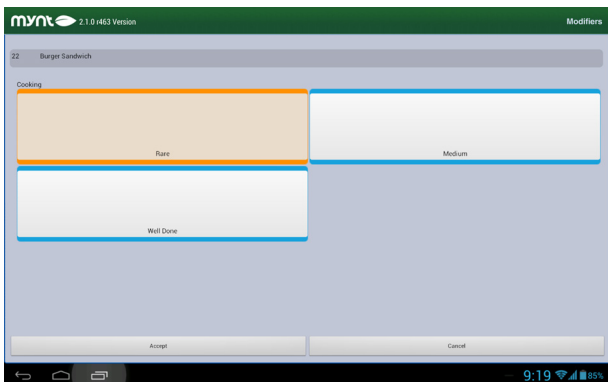 mynt 2.1.0 r463 Version Modifiers
22 Burger Sandwich
Cooking
Rare Medium
Well Done
Accept Cancel
9:19 85%